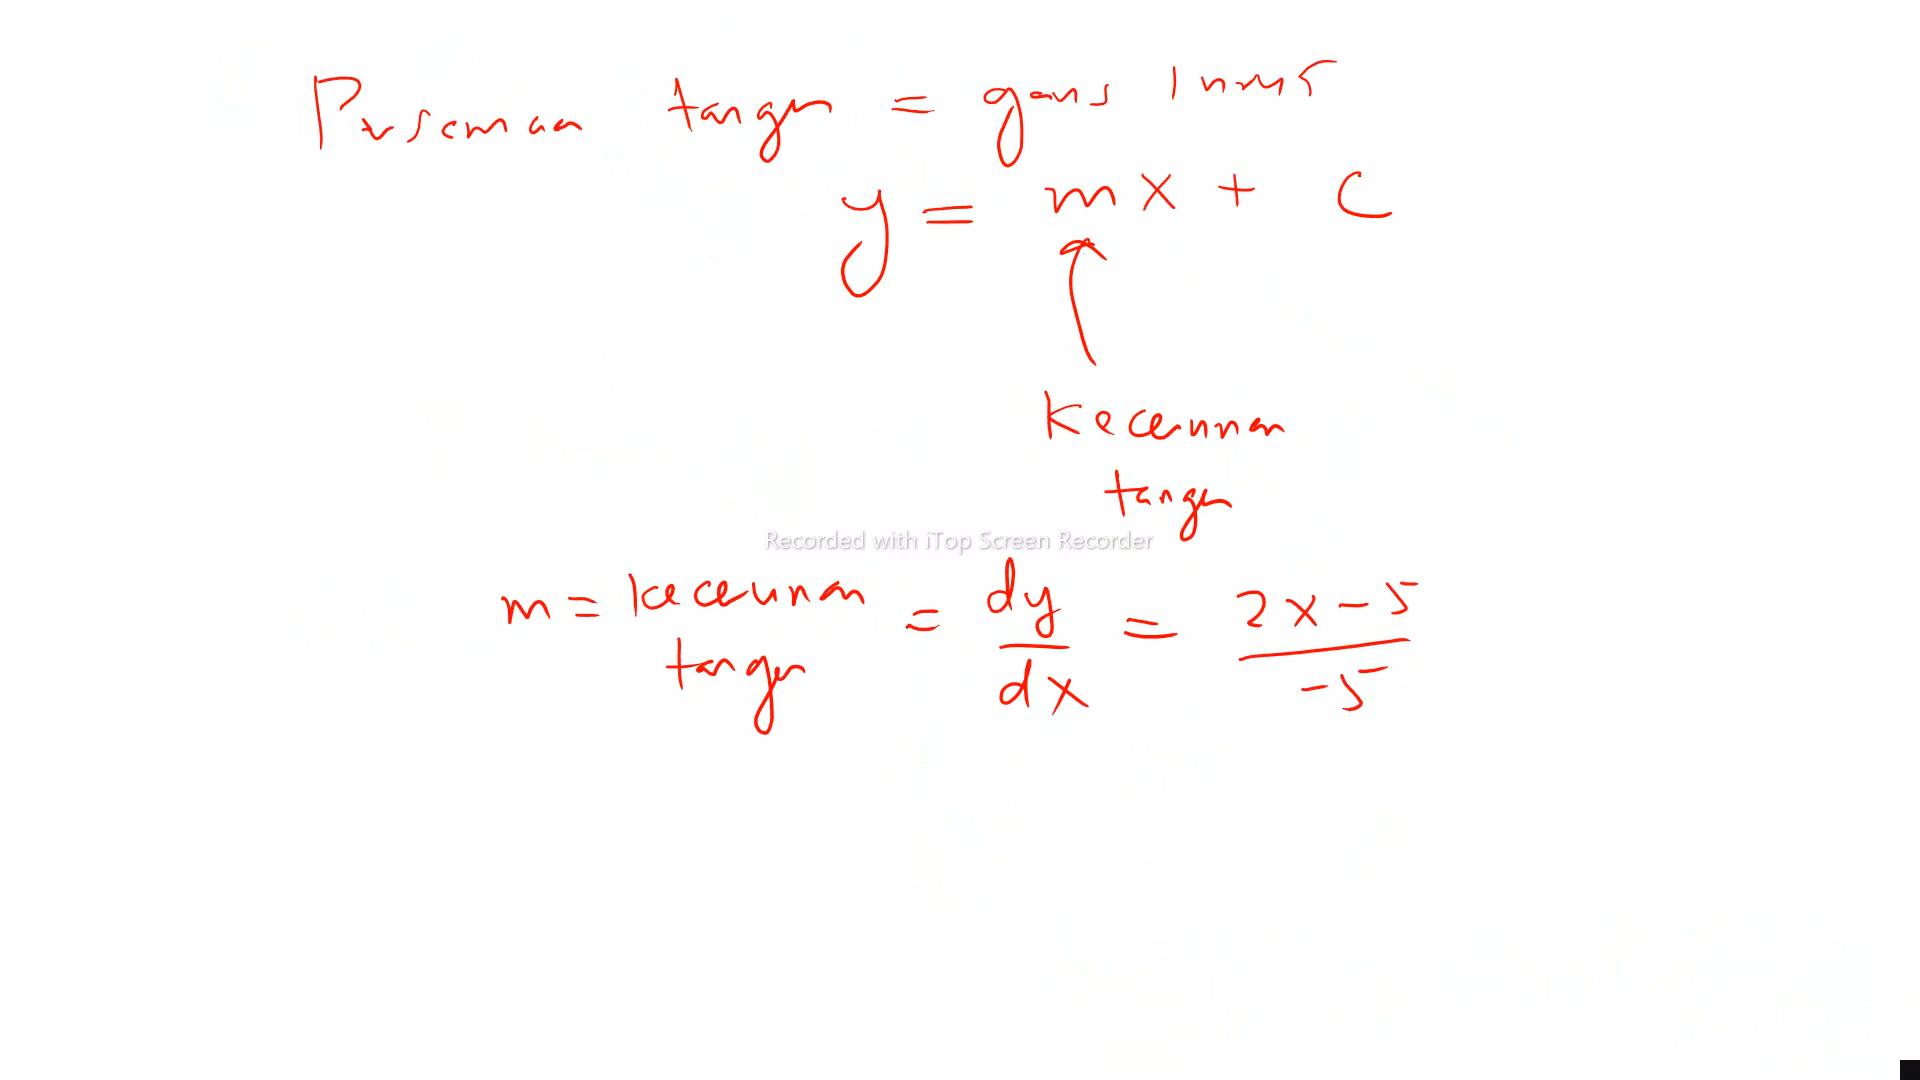 Persamaan tangen = garis lurus
y = mx + c
Kecerunan
tangen
Recorded with iTop Screen Recorder
m = kecerunan tangen = dy/dx = 2x - 5/-5